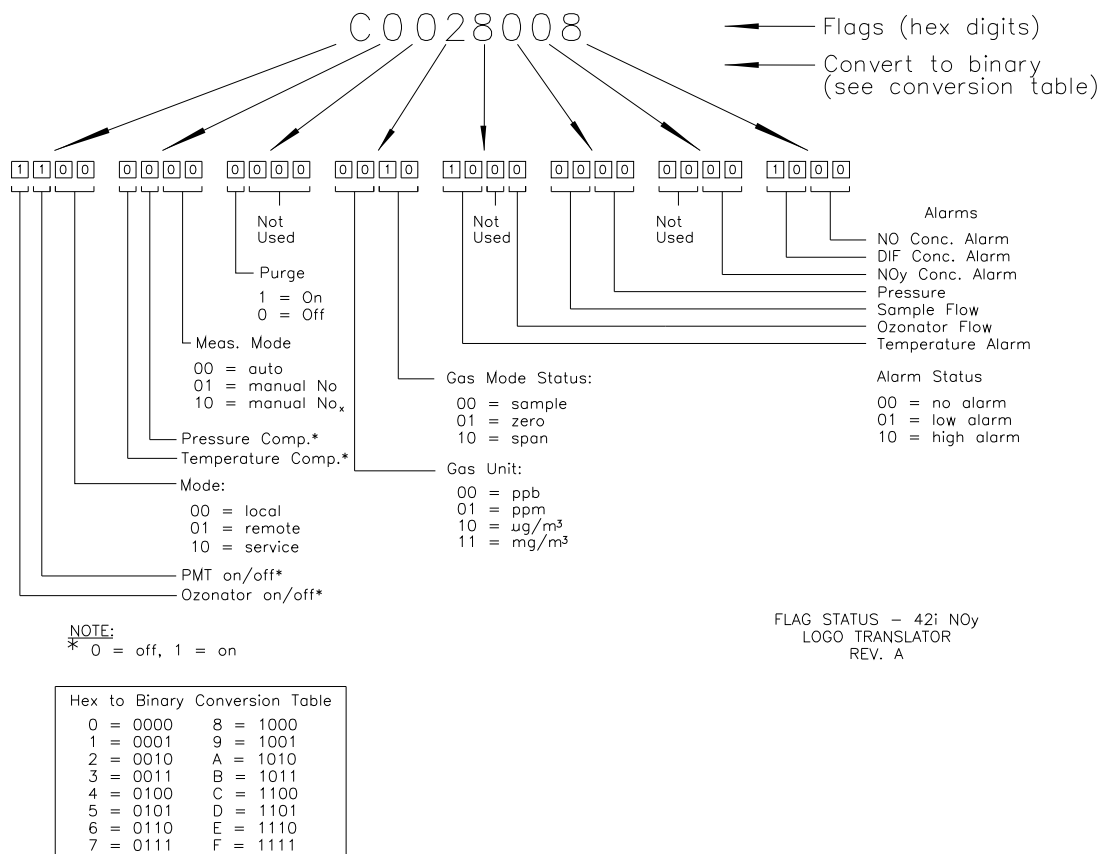 C0028008
Flags (hex digits)
Convert to binary
(see conversion table)
1 1 0 0 0 0 0 0 0 0 0 0 0 0 1 0 1 0 0 0 0 0 0 0 0 0 0 0 1 0 0 0
Not
Used
Not
Used
Not
Used
Alarms
NO Conc. Alarm
DIF Conc. Alarm
NOy Conc. Alarm
Pressure
Sample Flow
Ozonator Flow
Temperature Alarm
Alarm Status
00 = no alarm
01 = low alarm
10 = high alarm
Purge
1 = On
0 = Off
Meas. Mode
00 = auto
01 = manual No
10 = manual Nox
Gas Mode Status:
00 = sample
01 = zero
10 = span
Pressure Comp.*
Temperature Comp.*
Gas Unit:
00 = ppb
01 = ppm
10 = µg/m³
11 = mg/m³
Mode:
00 = local
01 = remote
10 = service
PMT on/off*
Ozonator on/off*
NOTE:
* 0 = off, 1 = on
FLAG STATUS – 42i NOy
LOGO TRANSLATOR
REV. A
Hex to Binary Conversion Table
0 = 0000 8 = 1000
1 = 0001 9 = 1001
2 = 0010 A = 1010
3 = 0011 B = 1011
4 = 0100 C = 1100
5 = 0101 D = 1101
6 = 0110 E = 1110
7 = 0111 F = 1111